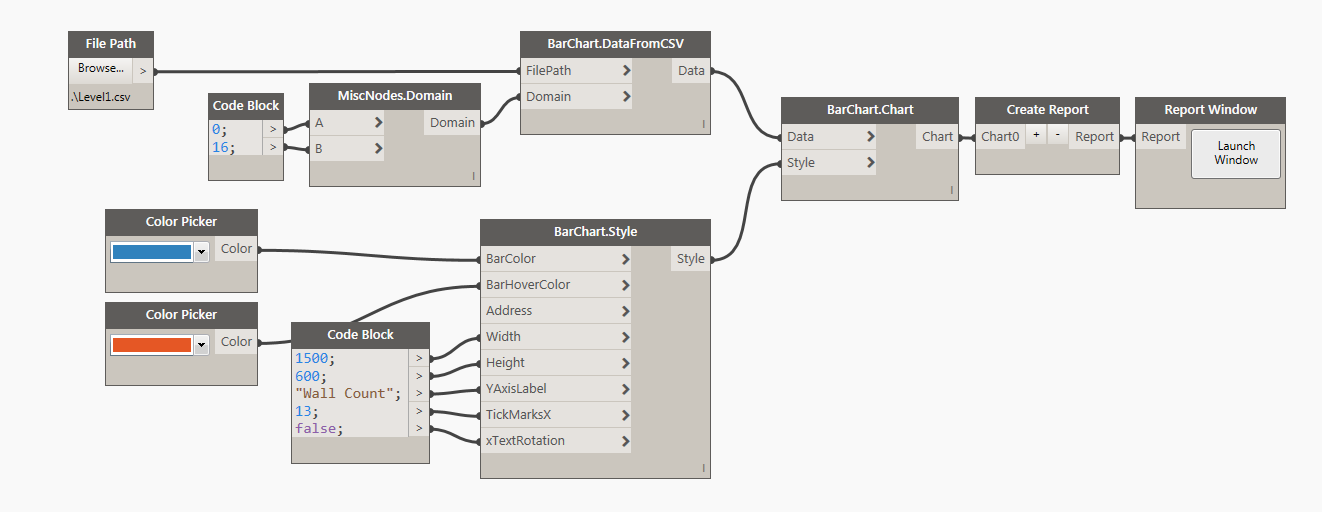 File Path
Browse... >
.\Level1.csv
Code Block
0; >
16; >
MiscNodes.Domain
A > Domain
B >
l
BarChart.DataFromCSV
FilePath > Data
Domain >
l
BarChart.Chart
Data > Chart
Style >
l
Create Report
Chart0 + - Report
Report Window
Report Launch
Window
Color Picker
Color
Color Picker
Color
Code Block
1500; >
600; >
"Wall Count"; >
13; >
false; >
BarChart.Style
BarColor > Style
BarHoverColor >
Address >
Width >
Height >
YAxisLabel >
TickMarksX >
xTextRotation >
l